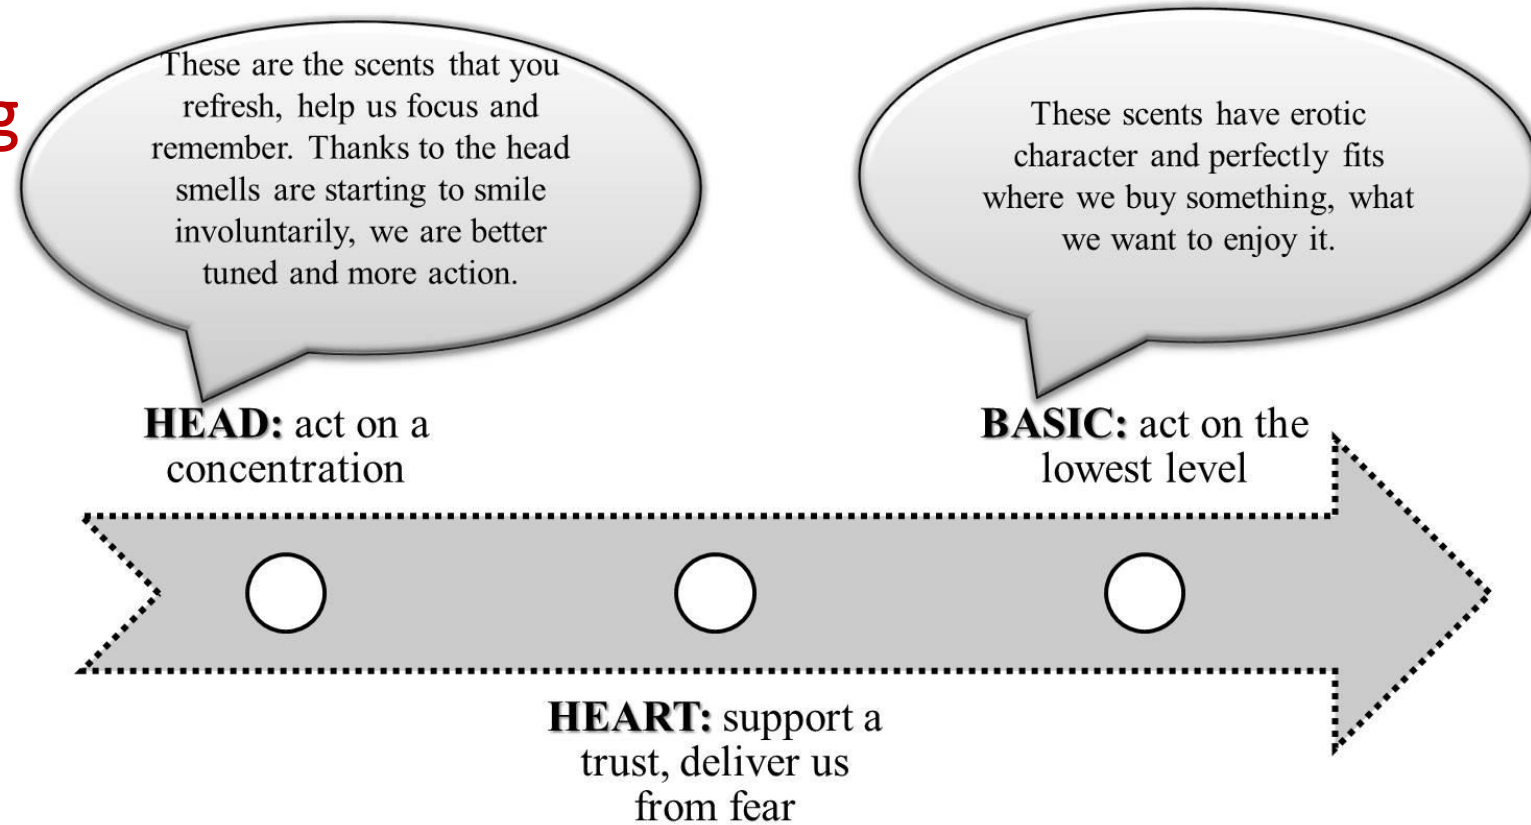 g
These are the scents that you
refresh, help us focus and
remember. Thanks to the head
smells are starting to smile
involuntarily, we are better
tuned and more action.
These scents have erotic
character and perfectly fits
where we buy something, what
we want to enjoy it.
HEAD: act on a
concentration
BASIC: act on the
lowest level
HEART: support a
trust, deliver us
from fear